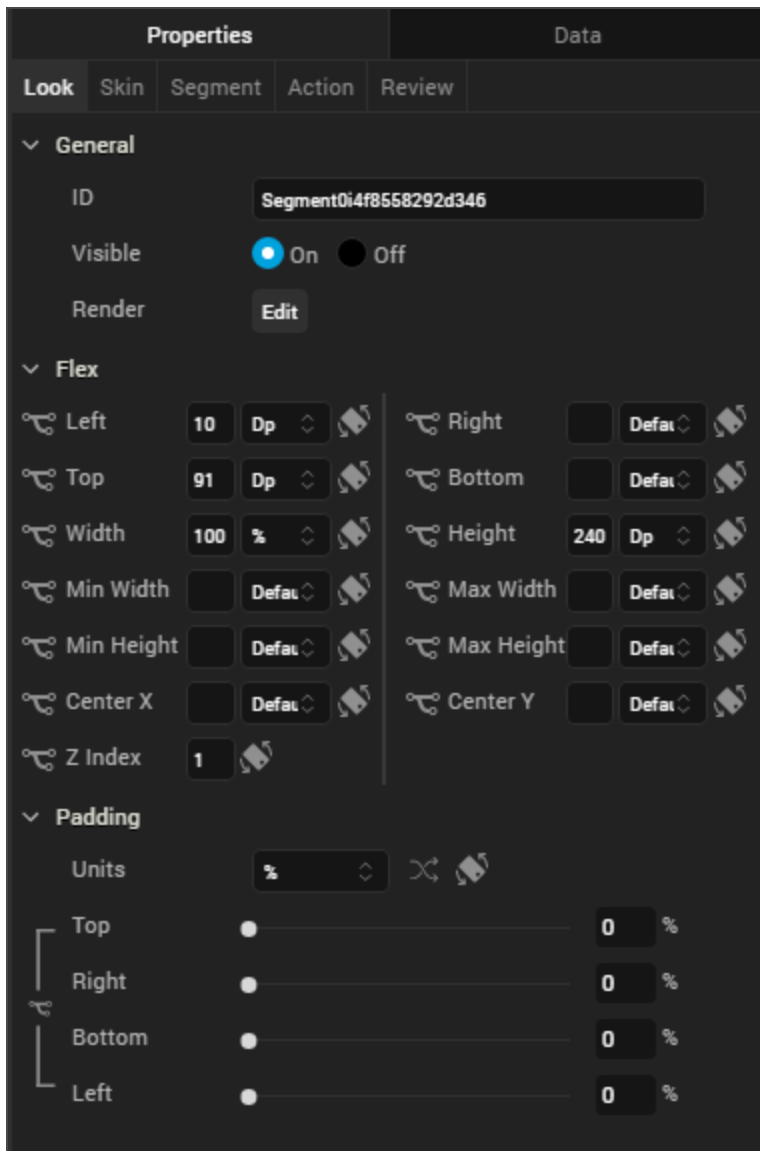 Properties Data
Look Skin Segment Action Review
General
ID Segment0i4f8558292d346
Visible On Off
Render Edit
Flex
Left 10 Dp Right Defau
Top 91 Dp Bottom Defau
Width 100 % Height 240 Dp
Min Width Defau Max Width Defau
Min Height Defau Max Height Defau
Center X Defau Center Y Defau
Z Index 1
Padding
Units %
Top 0 %
Right 0 %
Bottom 0 %
Left 0 %